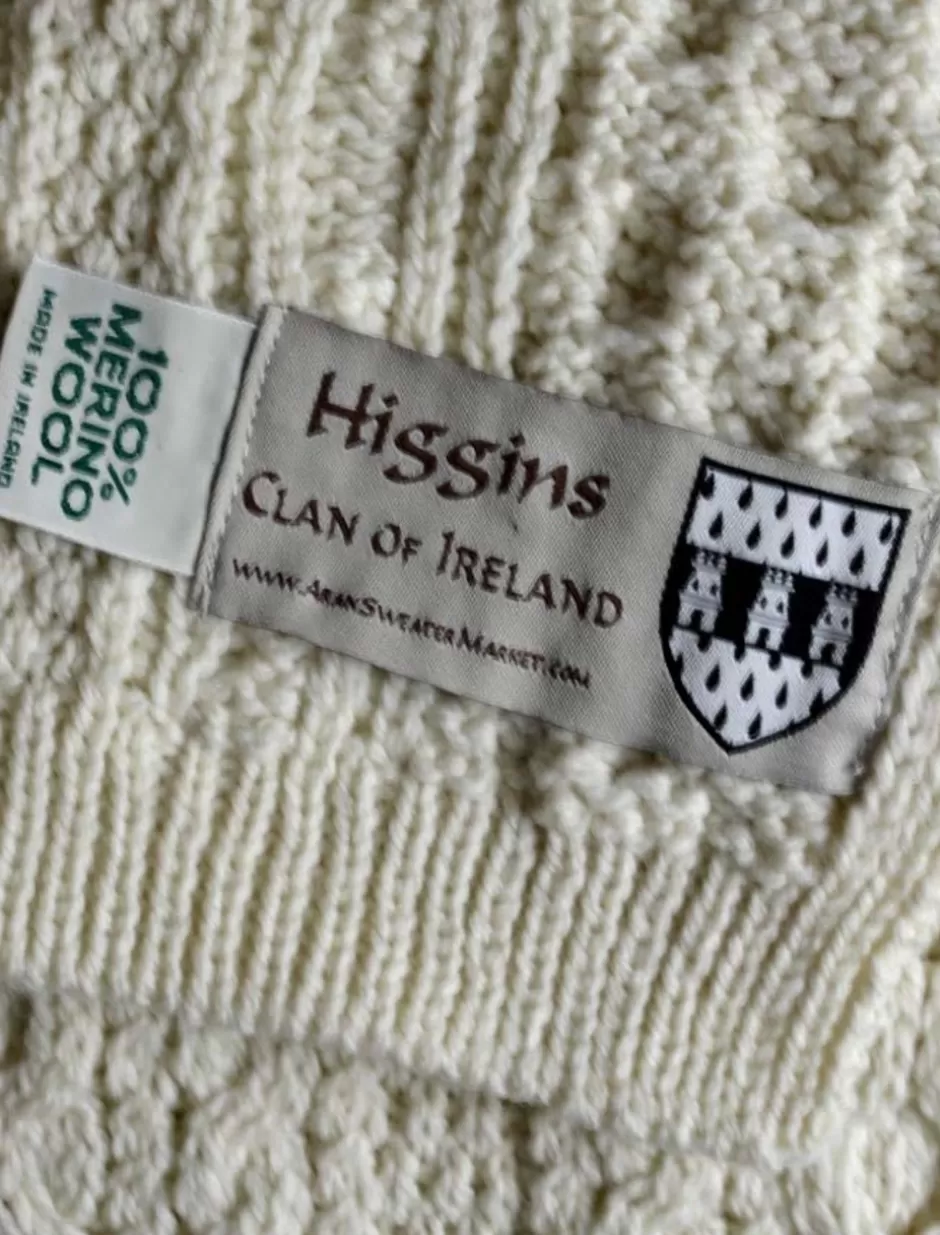 100%
MERINO
WOOL
MADE IN IRELAND
Higgins
CLAN OF IRELAND
www.AranSweaterMarket.com